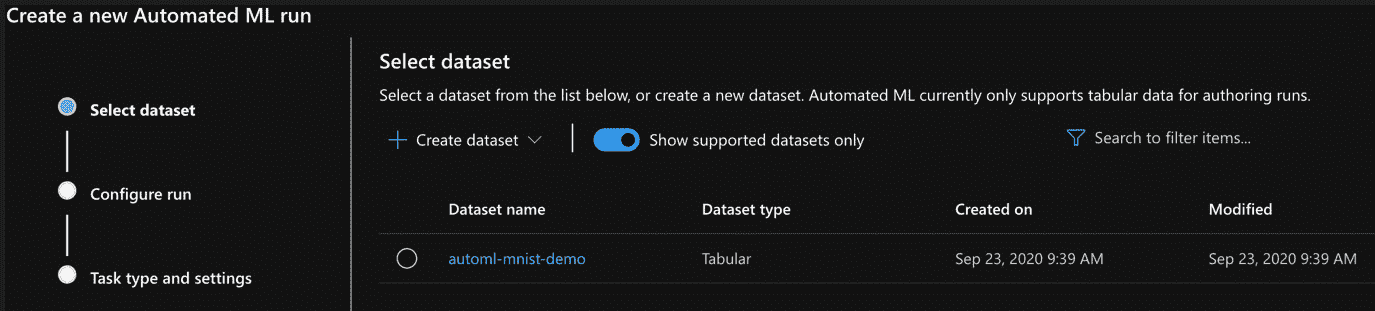 Create a new Automated ML run
Select dataset
Configure run
Task type and settings
Select dataset
Select a dataset from the list below, or create a new dataset. Automated ML currently only supports tabular data for authoring runs.
Create dataset Show supported datasets only Search to filter items...
Dataset name Dataset type Created on Modified
automl-mnist-demo Tabular Sep 23, 2020 9:39 AM Sep 23, 2020 9:39 AM